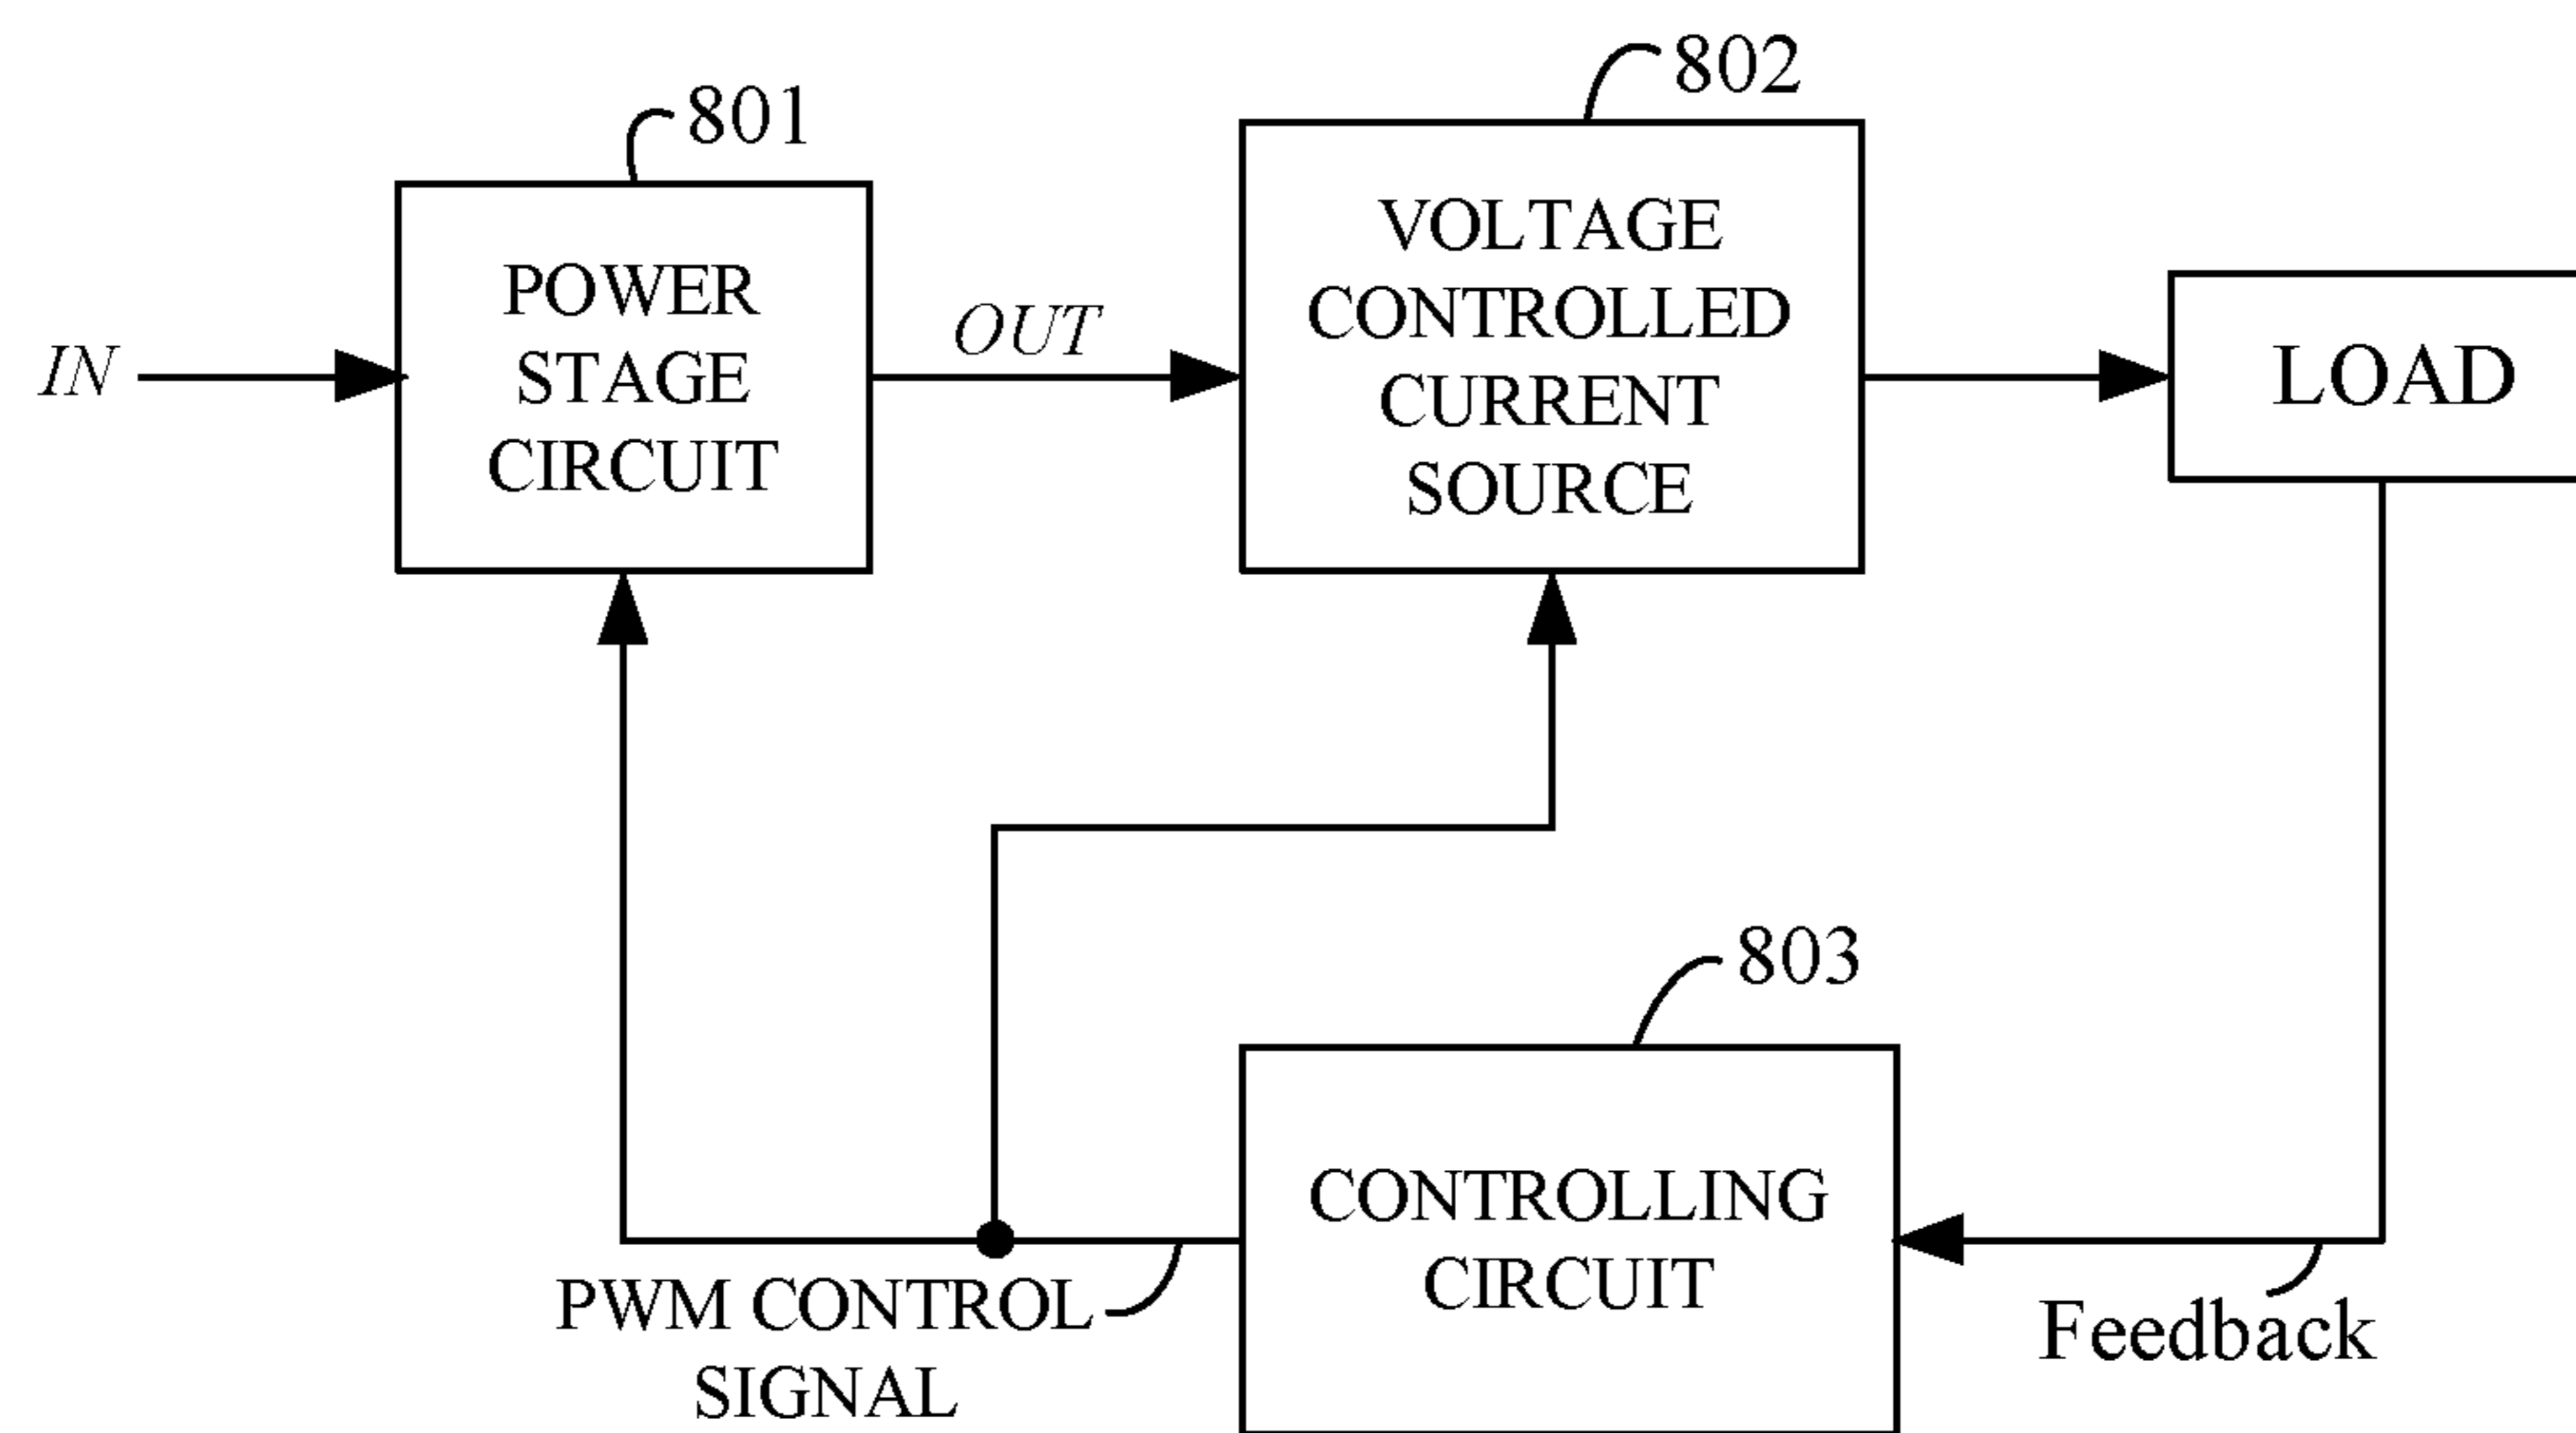 802
801
VOLTAGE
CONTROLLED
CURRENT
SOURCE
POWER
STAGE
CIRCUIT
OUT
IN
LOAD
803
CONTROLLING
CIRCUIT
PWM CONTROL
SIGNAL
Feedback